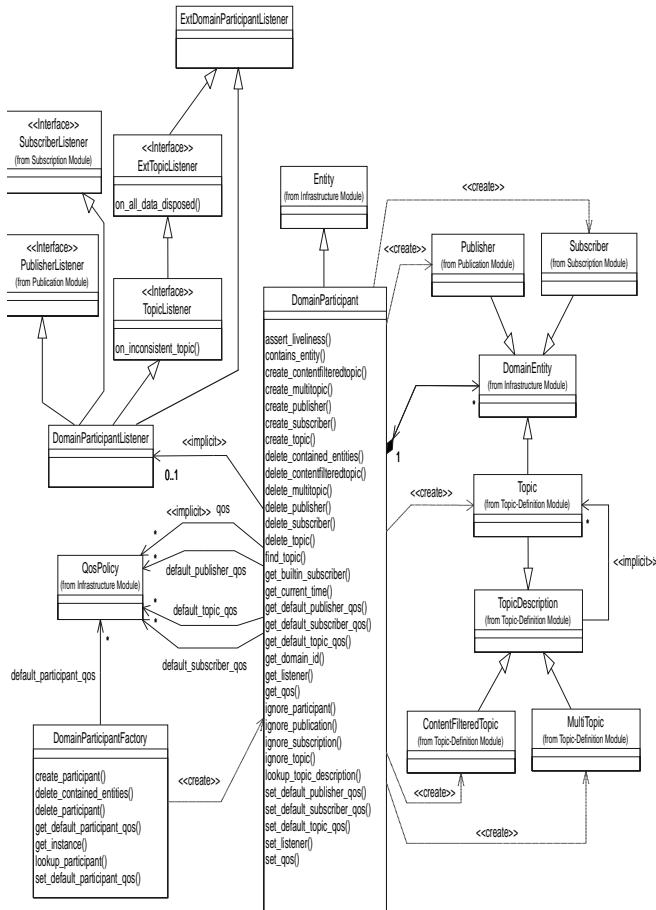 ExtDomainParticipantListener
<<Interface>>
SubscriberListener
(from Subscription Module)
<<Interface>>
ExtTopicListener
on_all_data_disposed()
<<Interface>>
PublisherListener
(from Publication Module)
<<Interface>>
TopicListener
on_inconsistent_topic()
Entity
(from Infrastructure Module)
<<create>>
<<create>>
Publisher
(from Publication Module)
Subscriber
(from Subscription Module)
DomainParticipant
assert_liveliness()
contains_entity()
create_contentfilteredtopic()
create_multitopic()
create_publisher()
create_subscriber()
create_topic()
delete_contained_entities()
delete_contentfilteredtopic()
delete_multitopic()
delete_publisher()
delete_subscriber()
delete_topic()
find_topic()
get_builtin_subscriber()
get_current_time()
get_default_publisher_qos()
get_default_subscriber_qos()
get_default_topic_qos()
get_domain_id()
get_listener()
get_qos()
ignore_participant()
ignore_publication()
ignore_subscription()
ignore_topic()
lookup_topic_description()
set_default_publisher_qos()
set_default_subscriber_qos()
set_default_topic_qos()
set_listener()
set_qos()
DomainEntity
(from Infrastructure Module)
*
1
DomainParticipantListener
<<implicit>>
0..1
<<create>>
Topic
(from Topic-Definition Module)
*
<<implicit>>
<<implicit>> qos
*
QosPolicy
(from Infrastructure Module)
*
default_publisher_qos
*
default_topic_qos
*
default_subscriber_qos
*
default_participant_qos
TopicDescription
(from Topic-Definition Module)
ContentFilteredTopic
(from Topic-Definition Module)
MultiTopic
(from Topic-Definition Module)
<<create>>
<<create>>
DomainParticipantFactory
create_participant()
delete_contained_entities()
delete_participant()
get_default_participant_qos()
get_instance()
lookup_participant()
set_default_participant_qos()
<<create>>